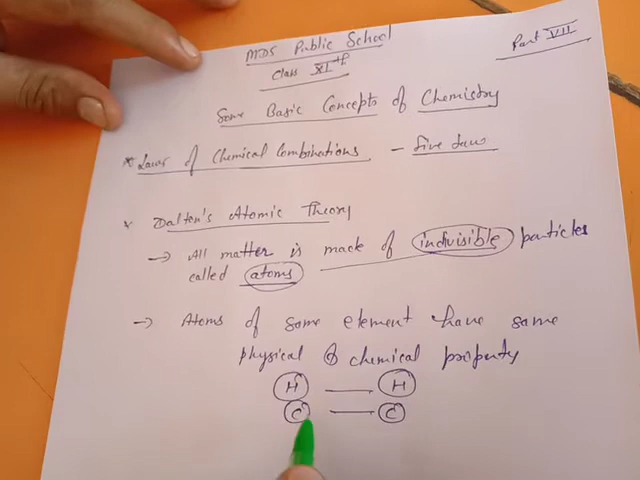 MDS Public School
Class XIth
Part VII
Some Basic Concepts of Chemistry
* Laws of Chemical Combinations - five laws
* Dalton's Atomic Theory
→ All matter is made of indivisible particles
called atoms
→ Atoms of same element have same
physical & chemical property
H — H
C — C